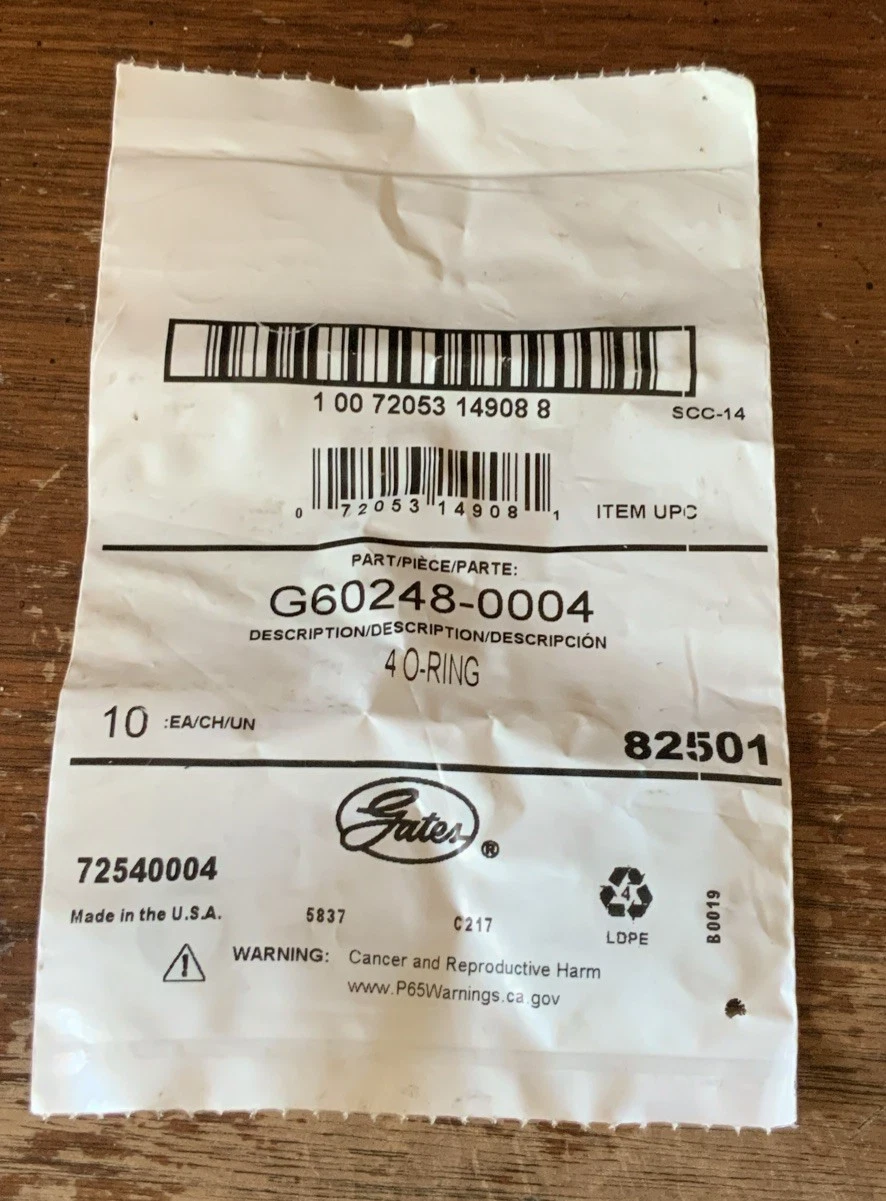 1 00 72053 14908 8
SCC-14
0 72053 14908 1
ITEM UPC
PART/PIÈCE/PARTE:
G60248-0004
DESCRIPTION/DESCRIPTION/DESCRIPCIÓN
4 O-RING
10 :EA/CH/UN
82501
Gates ®
72540004
4
LDPE
B0019
Made in the U.S.A.
5837
C217
WARNING: Cancer and Reproductive Harm
www.P65Warnings.ca.gov